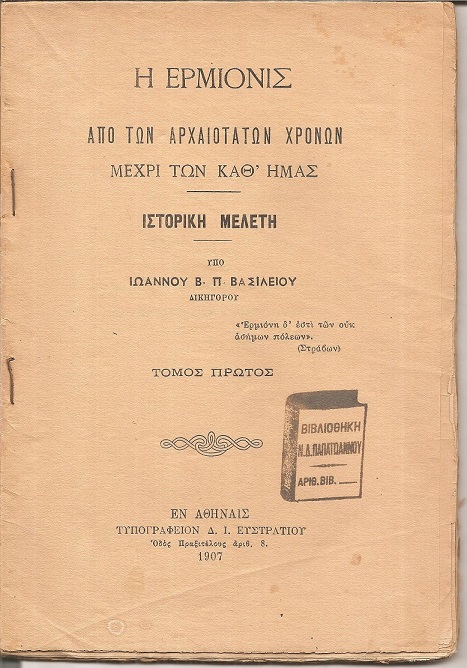 Η ΕΡΜΙΟΝΙΣ
ΑΠΟ ΤΩΝ ΑΡΧΑΙΟΤΑΤΩΝ ΧΡΟΝΩΝ
ΜΕΧΡΙ ΤΩΝ ΚΑΘ' ΗΜΑΣ
ΙΣΤΟΡΙΚΗ ΜΕΛΕΤΗ
ΥΠΟ
ΙΩΑΝΝΟΥ Β. Π. ΒΑΣΙΛΕΙΟΥ
ΔΙΚΗΓΟΡΟΥ
«Ἑρμιόνη δ' ἐστὶ τῶν οὐκ
ἀσήμων πόλεων».
(Στράβων)
ΤΟΜΟΣ ΠΡΩΤΟΣ
ΒΙΒΛΙΟΘΗΚΗ
Ν.Δ. ΠΑΠΑΪΩΑΝΝΟΥ
ΑΡΙΘ. ΒΙΒ.
ΕΝ ΑΘΗΝΑΙΣ
ΤΥΠΟΓΡΑΦΕΙΟΝ Δ. Ι. ΕΥΣΤΡΑΤΙΟΥ
Ὁδὸς Πραξιτέλους ἀριθ. 8.
1907